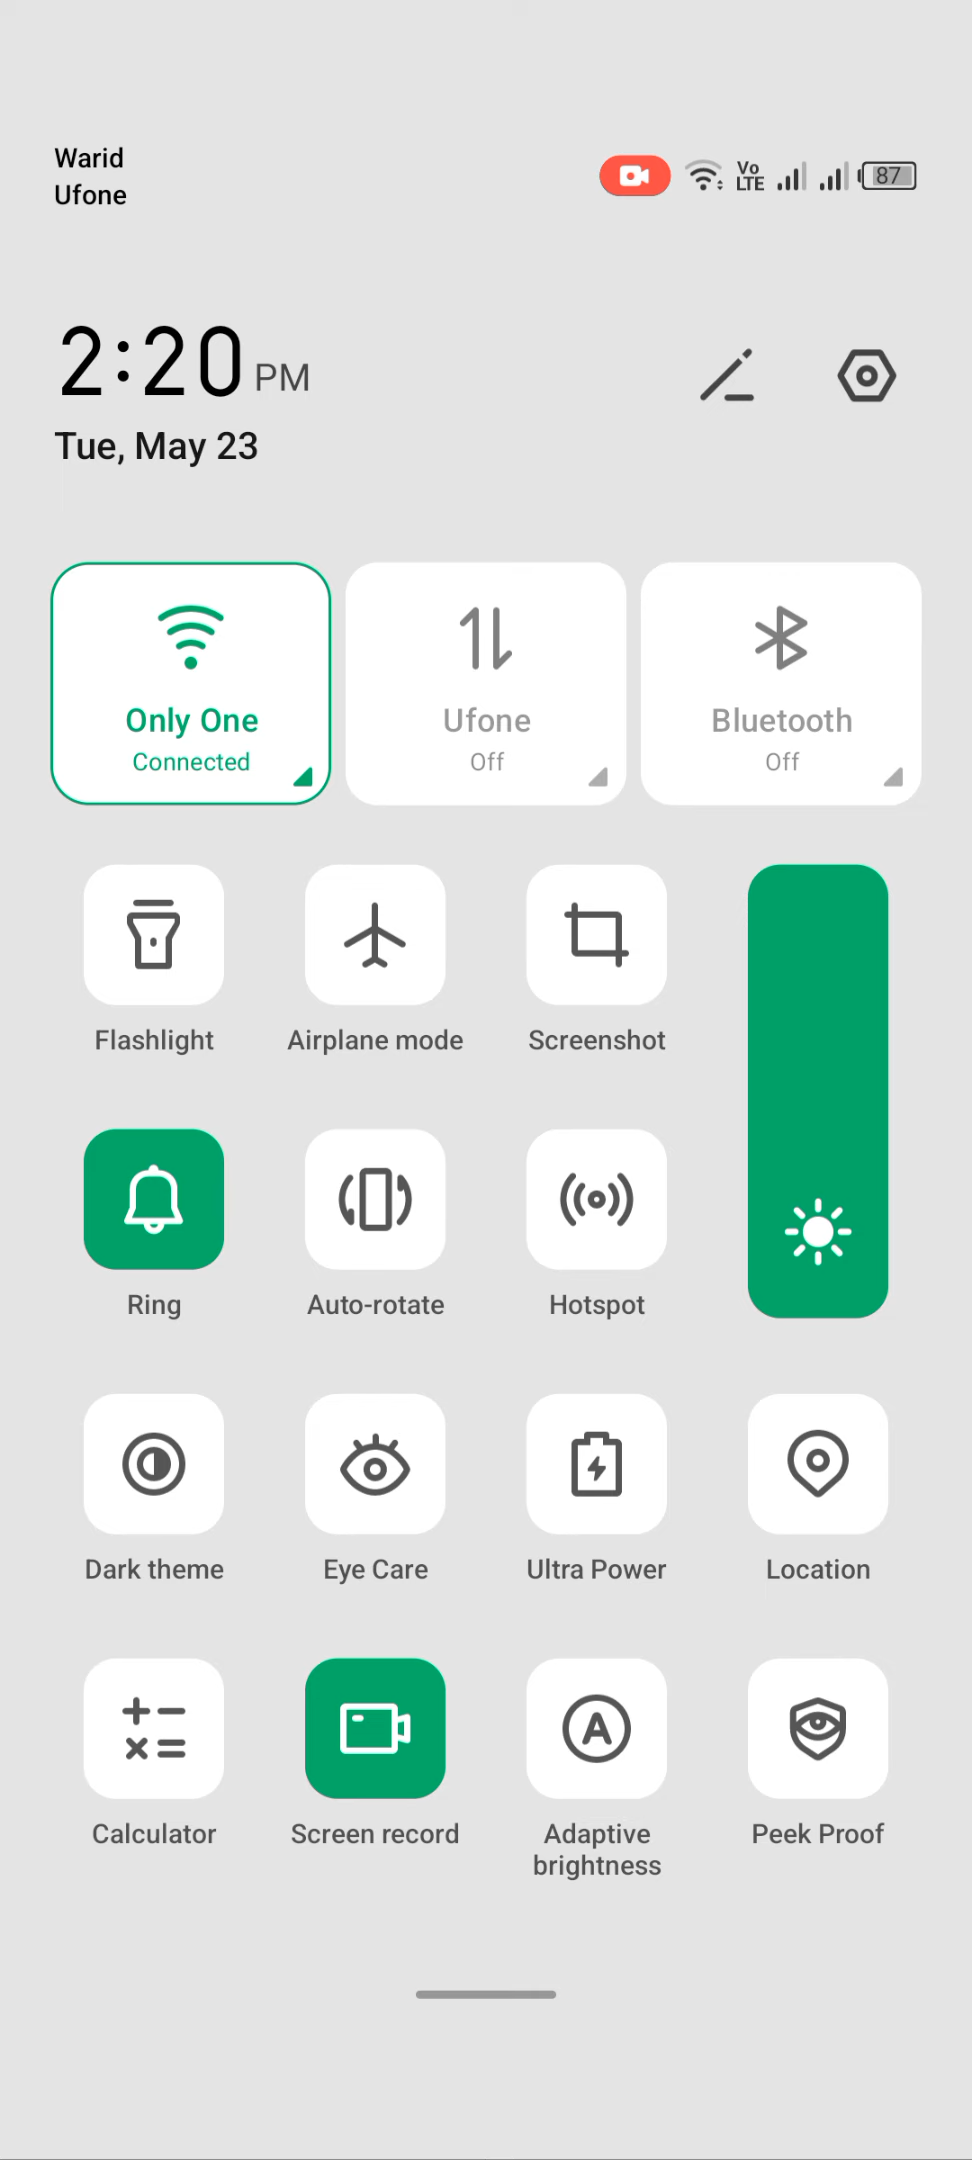 Warid
Ufone
Vo
LTE
87
2:20 PM
Tue, May 23
Only One
Connected
Ufone
Off
Bluetooth
Off
Flashlight
Airplane mode
Screenshot
Ring
Auto-rotate
Hotspot
Dark theme
Eye Care
Ultra Power
Location
A
Calculator
Screen record
Adaptive
brightness
Peek Proof